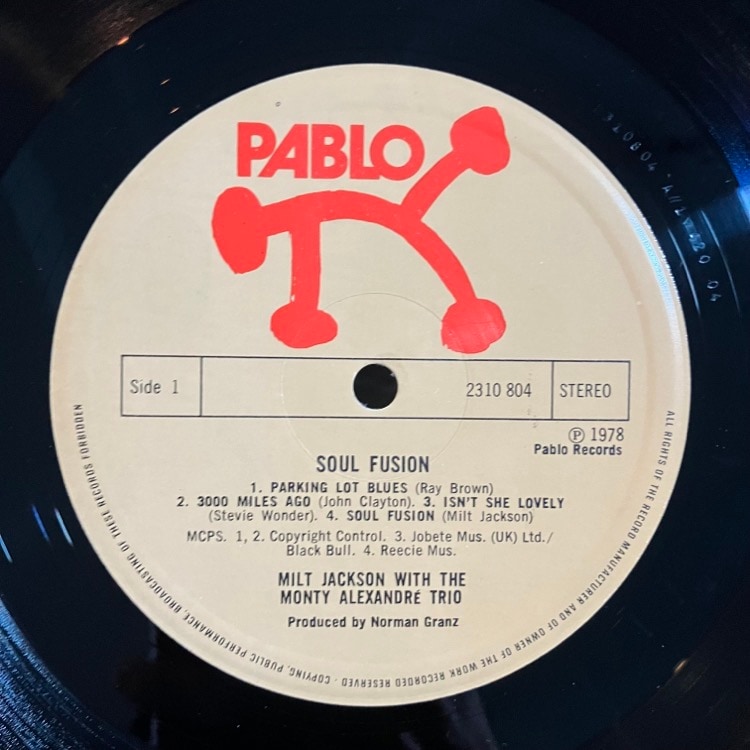 PABLO
Side 1
2310 804
STEREO
℗ 1978
Pablo Records
SOUL FUSION
1. PARKING LOT BLUES (Ray Brown)
2. 3000 MILES AGO (John Clayton). 3. ISN'T SHE LOVELY
(Stevie Wonder). 4. SOUL FUSION (Milt Jackson)
MCPS. 1, 2. Copyright Control. 3. Jobete Mus. (UK) Ltd./
Black Bull. 4. Reecie Mus.
MILT JACKSON WITH THE
MONTY ALEXANDRé TRIO
Produced by Norman Granz
ALL RIGHTS OF THE RECORD MANUFACTURER AND OF OWNER OF THE WORK RECORDED RESERVED · COPYING, PUBLIC PERFORMANCE, BROADCASTING OF THESE RECORDS FORBIDDEN